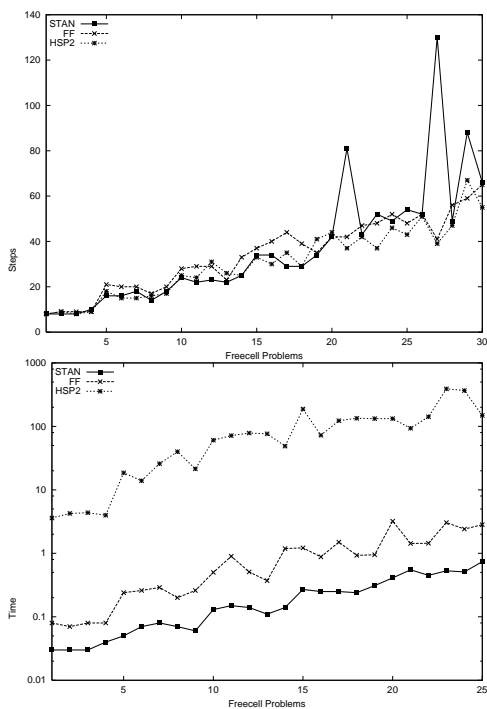 140
120
100
80
60
40
20
0
Steps
STAN
FF
HSP2
5 10 15 20 25 30
Freecell Problems
1000
100
10
1
0.1
0.01
Time
STAN
FF
HSP2
5 10 15 20 25
Freecell Problems